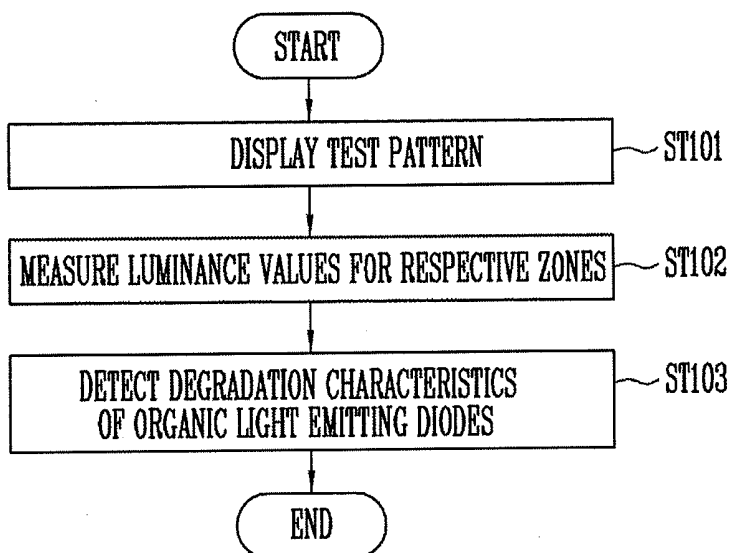 START
DISPLAY TEST PATTERN
ST101
MEASURE LUMINANCE VALUES FOR RESPECTIVE ZONES
ST102
DETECT DEGRADATION CHARACTERISTICS
OF ORGANIC LIGHT EMITTING DIODES
ST103
END